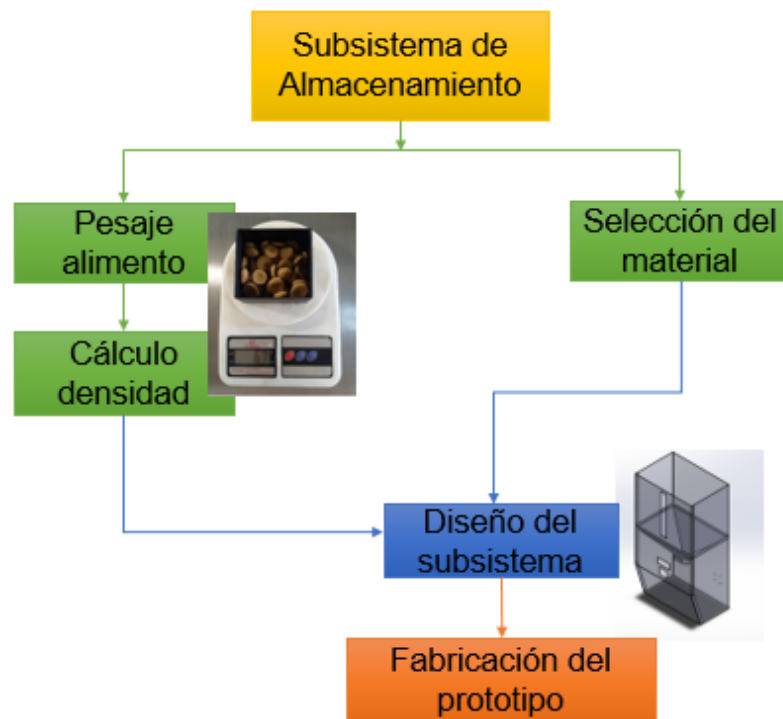 Subsistema de
Almacenamiento
Pesaje
alimento
Selección del
material
Cálculo
densidad
Diseño del
subsistema
Fabricación del
prototipo